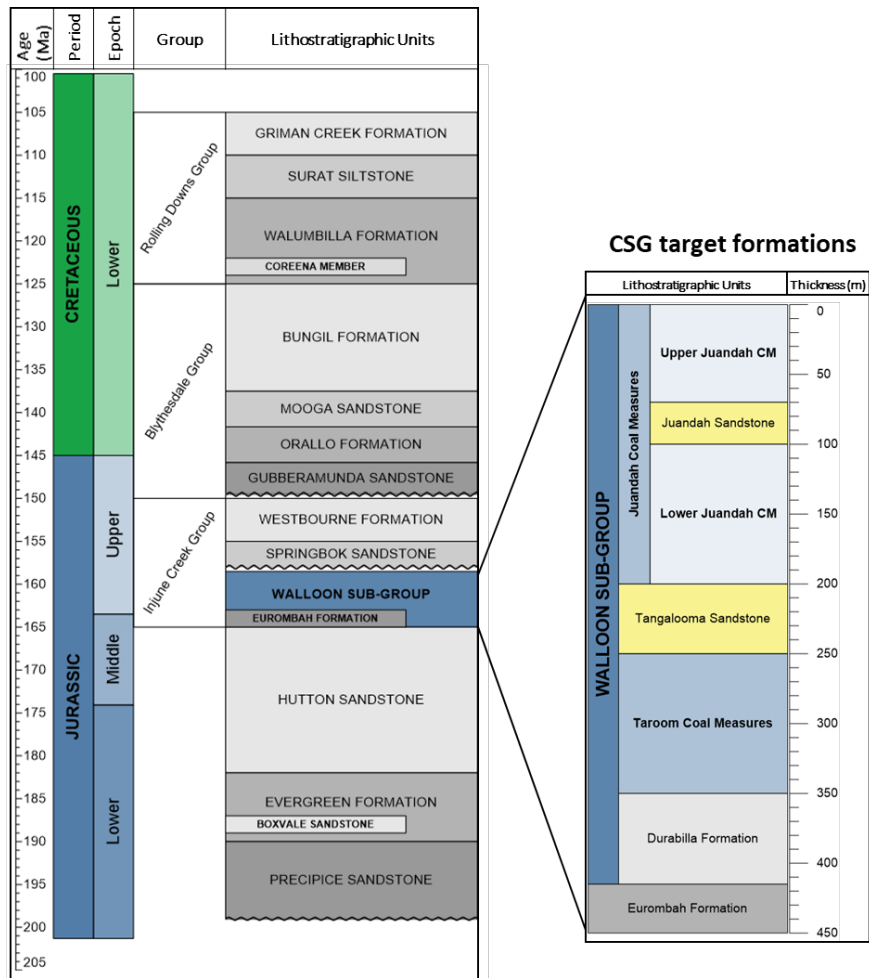 Age
(Ma)
Period
Epoch
Group
Lithostratigraphic Units
100
105
110
115
120
125
130
135
140
145
150
155
160
165
170
175
180
185
190
195
200
205
CRETACEOUS
JURASSIC
Lower
Upper
Middle
Lower
Rolling Downs Group
Blythesdale Group
Injune Creek Group
GRIMAN CREEK FORMATION
SURAT SILTSTONE
WALUMBILLA FORMATION
COREENA MEMBER
BUNGIL FORMATION
MOOGA SANDSTONE
ORALLO FORMATION
GUBBERAMUNDA SANDSTONE
WESTBOURNE FORMATION
SPRINGBOK SANDSTONE
WALLOON SUB-GROUP
EUROMBAH FORMATION
HUTTON SANDSTONE
EVERGREEN FORMATION
BOXVALE SANDSTONE
PRECIPICE SANDSTONE
CSG target formations
Lithostratigraphic Units
Thickness (m)
WALLOON SUB-GROUP
Juandah Coal Measures
Upper Juandah CM
Juandah Sandstone
Lower Juandah CM
Tangalooma Sandstone
Taroom Coal Measures
Durabilla Formation
Eurombah Formation
0
50
100
150
200
250
300
350
400
450